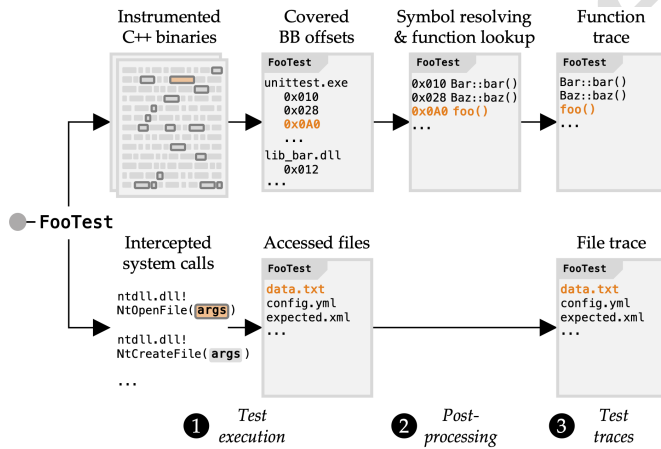 Instrumented
C++ binaries
Covered
BB offsets
Symbol resolving
& function lookup
Function
trace
FooTest
unittest.exe
0x010
0x028
0x0A0
...
lib_bar.dll
0x012
...
FooTest
0x010 Bar::bar()
0x028 Baz::baz()
0x0A0 foo()
...
FooTest
Bar::bar()
Baz::baz()
foo()
...
FooTest
Intercepted
system calls
Accessed files
File trace
ntdll.dll!
NtOpenFile(args)
ntdll.dll!
NtCreateFile(args)
...
FooTest
data.txt
config.yml
expected.xml
...
FooTest
data.txt
config.yml
expected.xml
...
1 Test
execution
2 Post-
processing
3 Test
traces